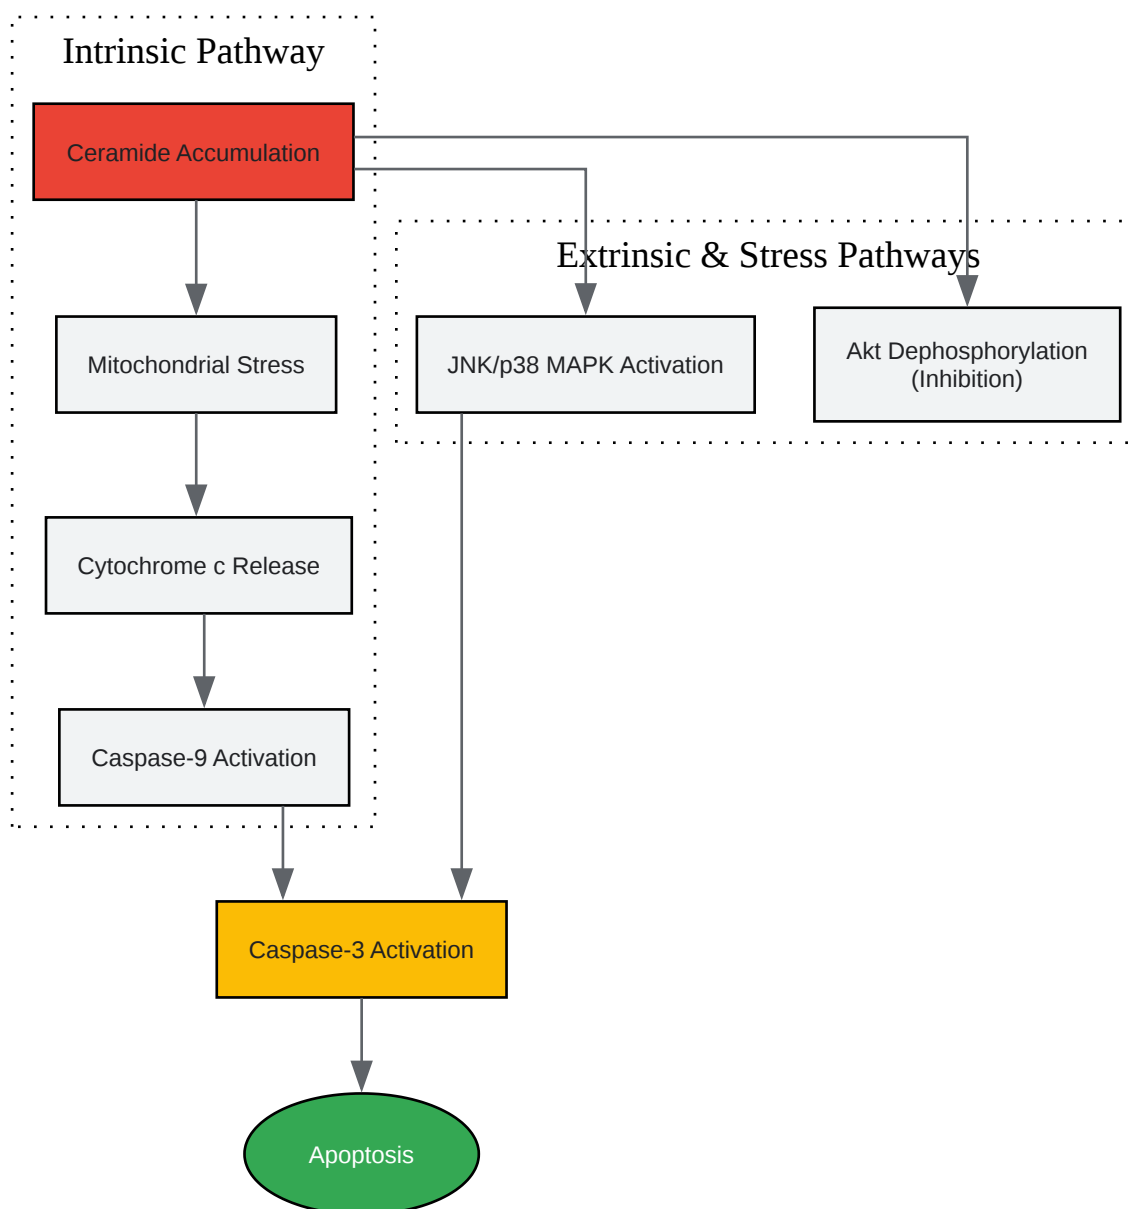 Intrinsic Pathway
Ceramide Accumulation
Extrinsic & Stress Pathways
Mitochondrial Stress
JNK/p38 MAPK Activation
Akt Dephosphorylation
(Inhibition)
Cytochrome c Release
Caspase-9 Activation
Caspase-3 Activation
Apoptosis